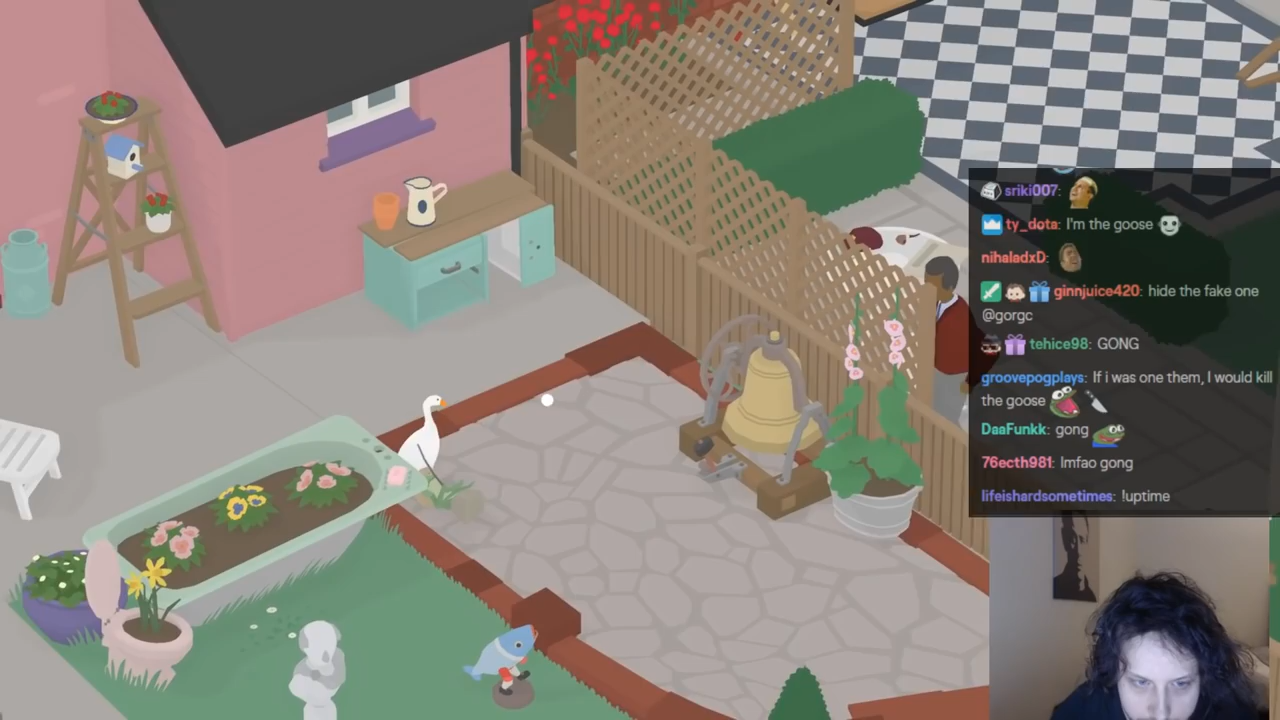 sriki007:
ty_dota: I'm the goose
nihaladxD:
ginnjuice420: hide the fake one
@gorgc
tehice98: GONG
groovepogplays: If i was one them, I would kill
the goose
DaaFunkk: gong
76ecth981: lmfao gong
lifeishardsometimes: !uptime